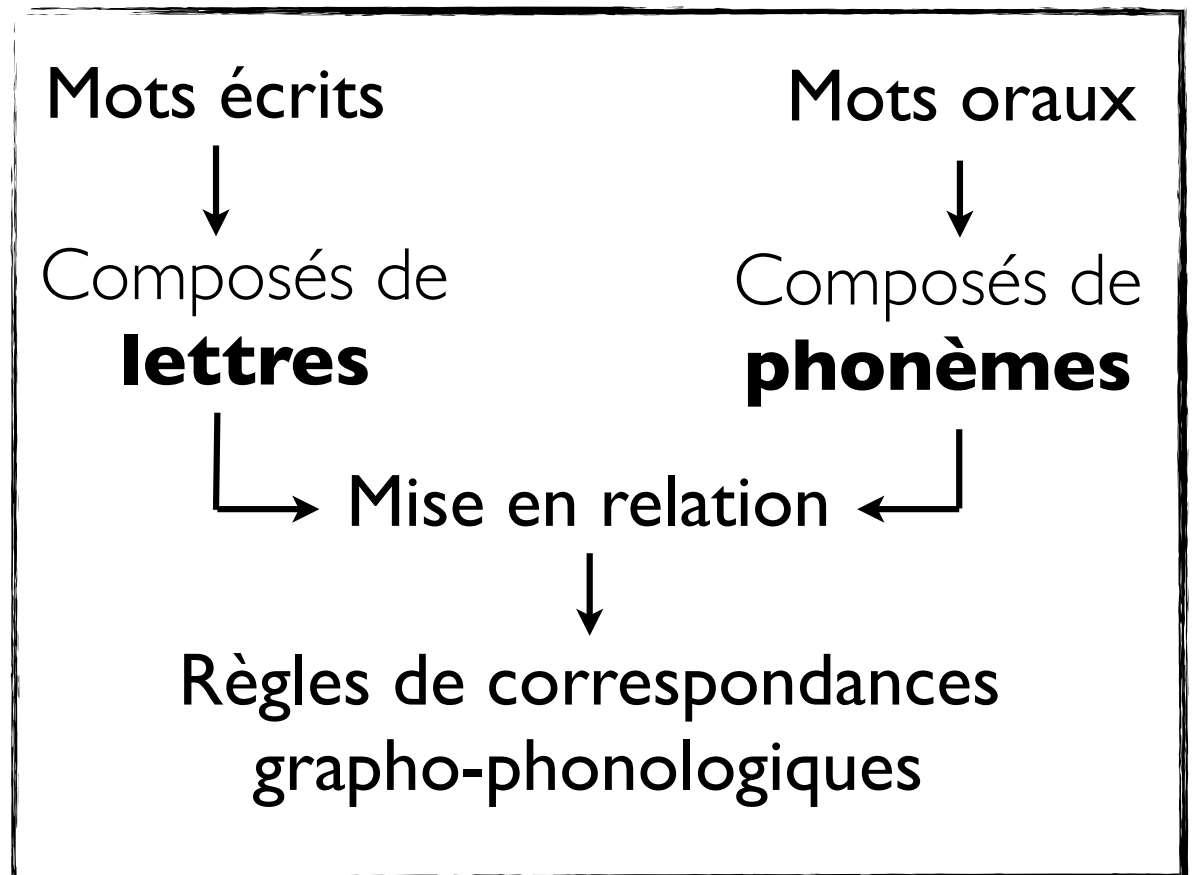 Mots écrits
Mots oraux
Composés de
lettres
Composés de
phonèmes
Mise en relation
Règles de correspondances
grapho-phonologiques